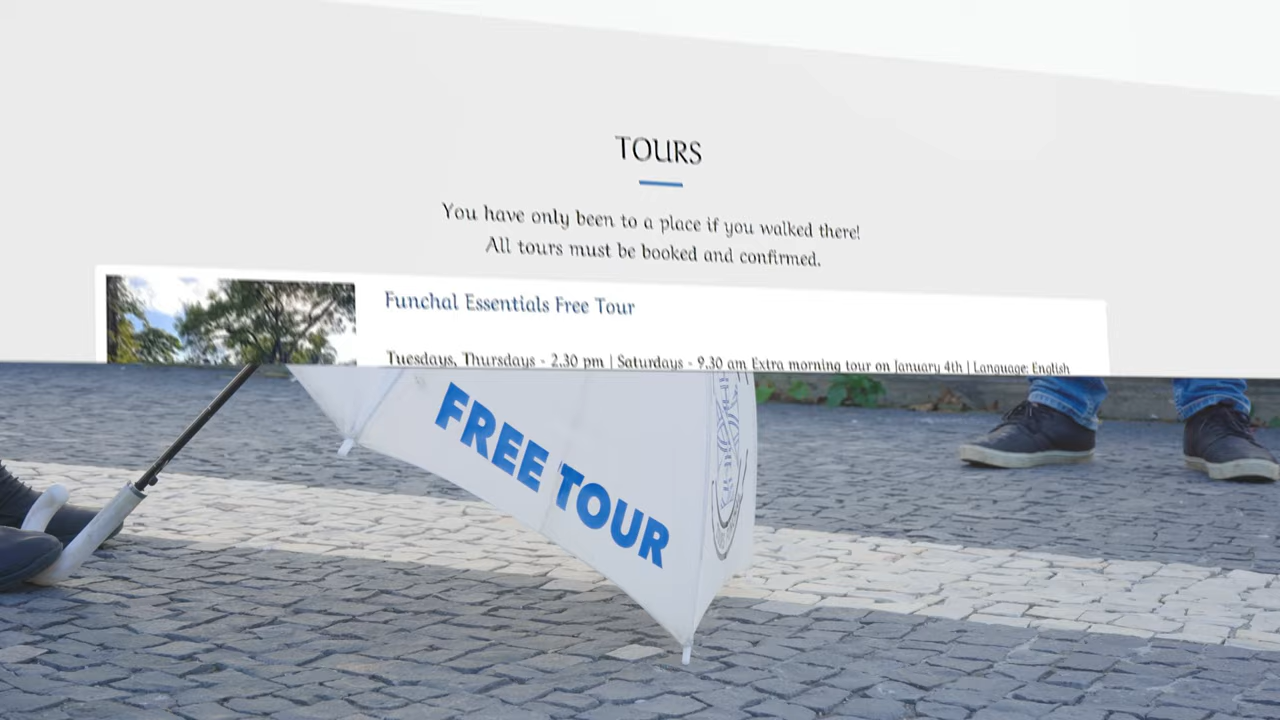 TOURS
You have only been to a place if you walked there!
All tours must be booked and confirmed.
Funchal Essentials Free Tour
Tuesdays, Thursdays - 2.30 pm | Saturdays - 9.30 am Extra morning tour on January 4th | Language: English
FREE TOUR